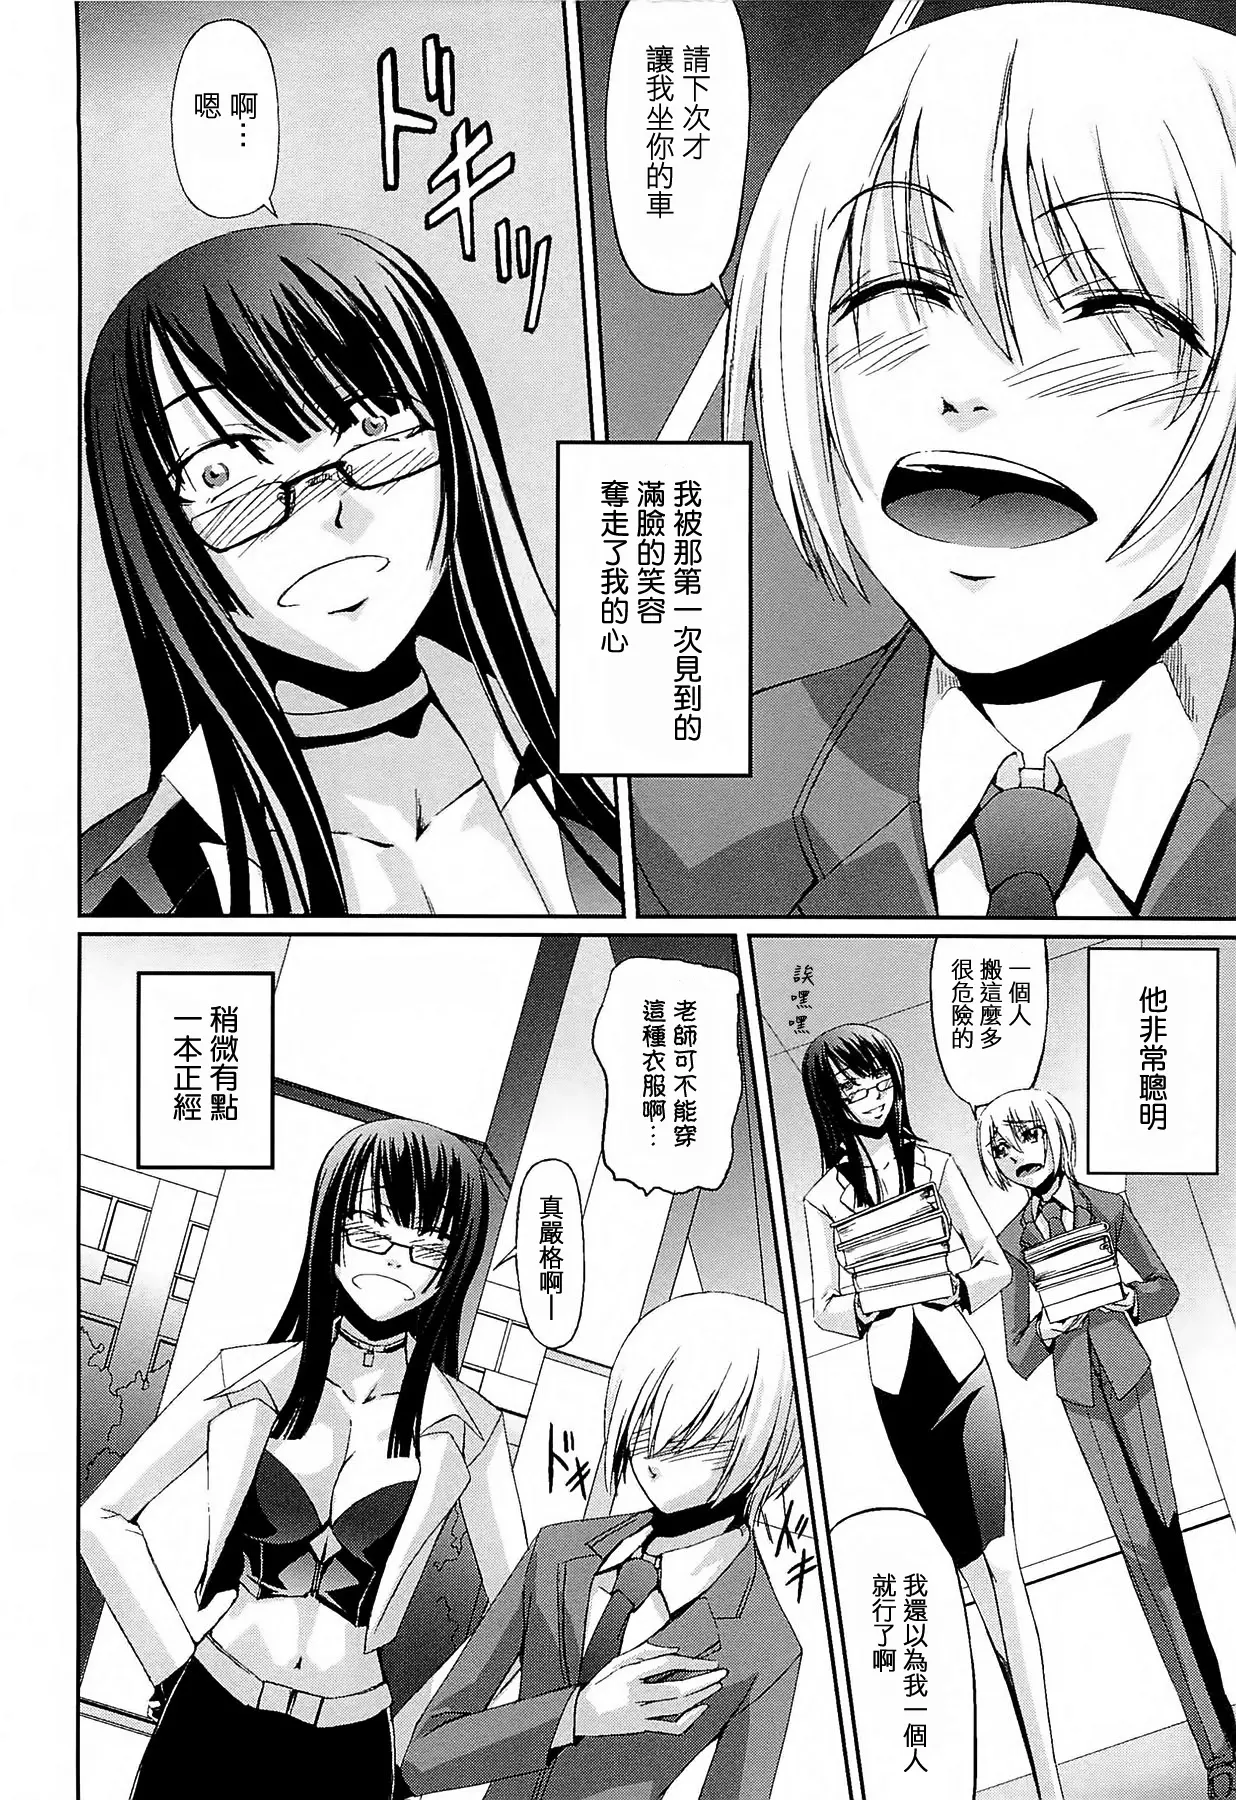 請下次才
讓我坐你的車
ドキッ
啊…
嗯
我被那第一次見到的
滿臉的笑容
奪走了我的心
他非常聰明
一個人
搬這麼多
很危險的
誒嘿嘿
我還以為我一個人
就行了啊
老師可不能穿
這種衣服啊…
真嚴格啊ー
ドキ
ドキ
稍微有點
一本正經